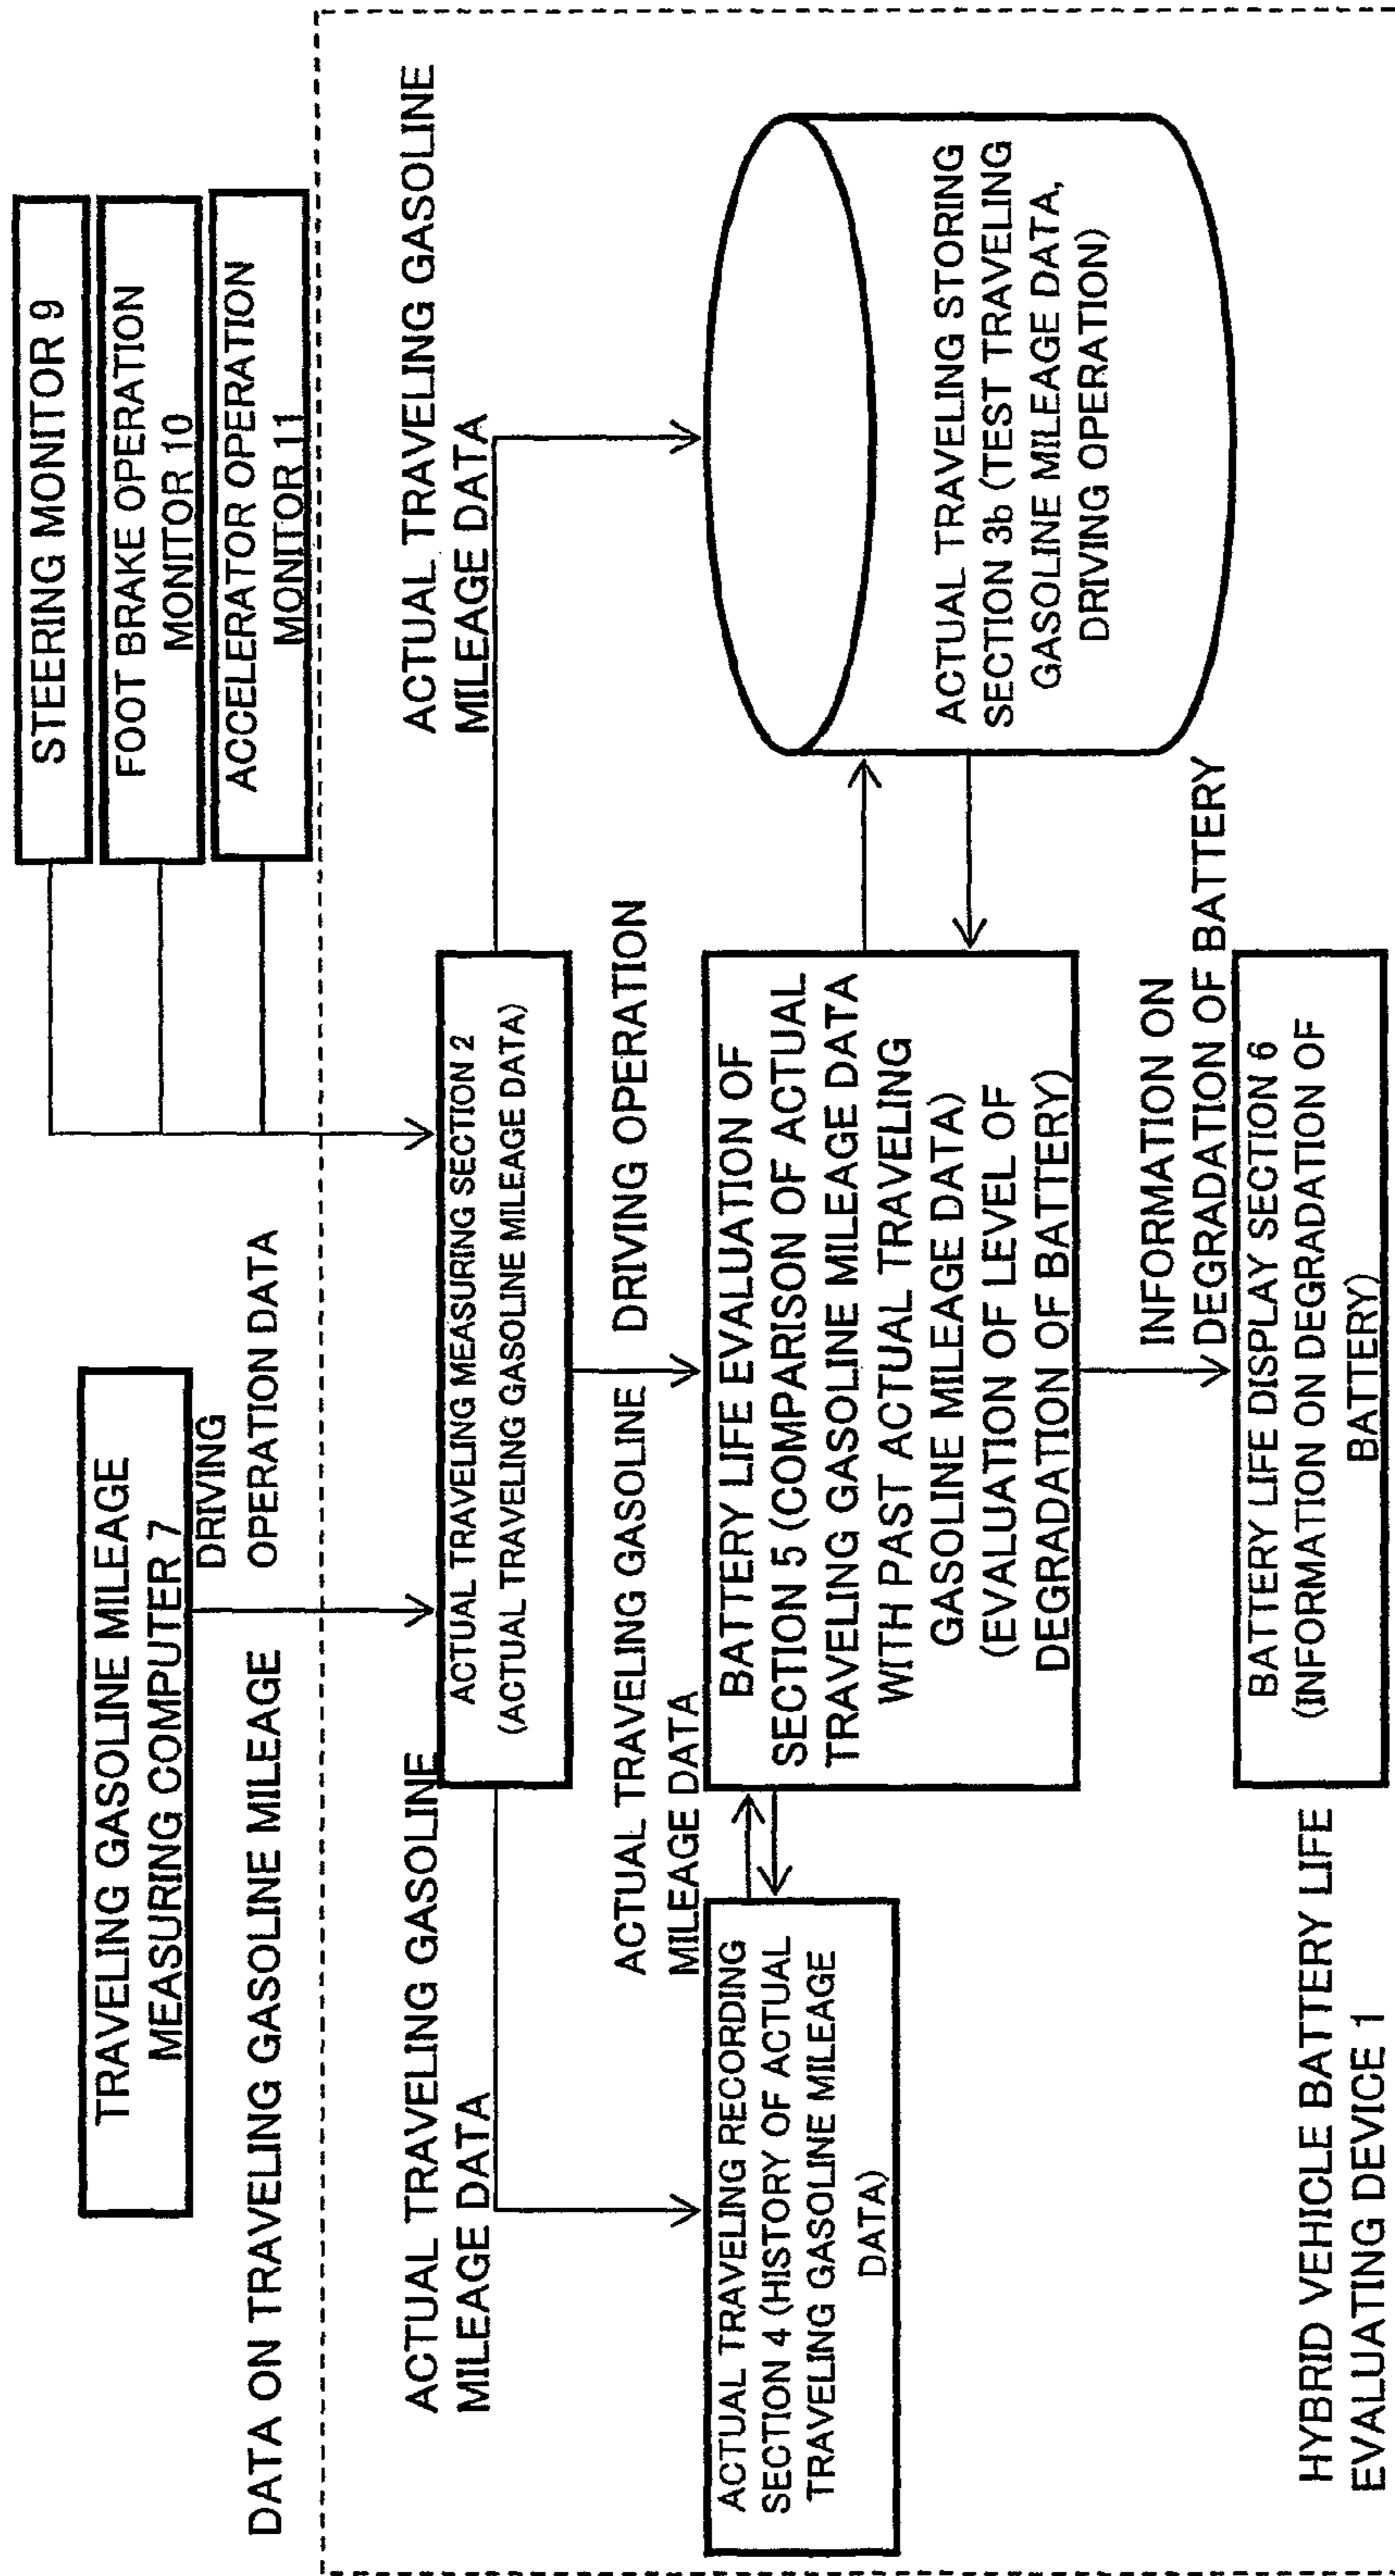 TRAVELING GASOLINE MILEAGE
MEASURING COMPUTER 7
STEERING MONITOR 9
FOOT BRAKE OPERATION
MONITOR 10
ACCELERATOR OPERATION
MONITOR 11
DATA ON TRAVELING GASOLINE MILEAGE
DRIVING
OPERATION DATA
ACTUAL TRAVELING GASOLINE
MILEAGE DATA
ACTUAL TRAVELING MEASURING SECTION 2
(ACTUAL TRAVELING GASOLINE MILEAGE DATA)
ACTUAL TRAVELING GASOLINE
MILEAGE DATA
ACTUAL TRAVELING GASOLINE
MILEAGE DATA
DRIVING OPERATION
ACTUAL TRAVELING RECORDING
SECTION 4 (HISTORY OF ACTUAL
TRAVELING GASOLINE MILEAGE
DATA)
BATTERY LIFE EVALUATION OF
SECTION 5 (COMPARISON OF ACTUAL
TRAVELING GASOLINE MILEAGE DATA
WITH PAST ACTUAL TRAVELING
GASOLINE MILEAGE DATA)
(EVALUATION OF LEVEL OF
DEGRADATION OF BATTERY)
ACTUAL TRAVELING STORING
SECTION 3b (TEST TRAVELING
GASOLINE MILEAGE DATA,
DRIVING OPERATION)
INFORMATION ON
DEGRADATION OF BATTERY
BATTERY LIFE DISPLAY SECTION 6
(INFORMATION ON DEGRADATION OF
BATTERY)
HYBRID VEHICLE BATTERY LIFE
EVALUATING DEVICE 1